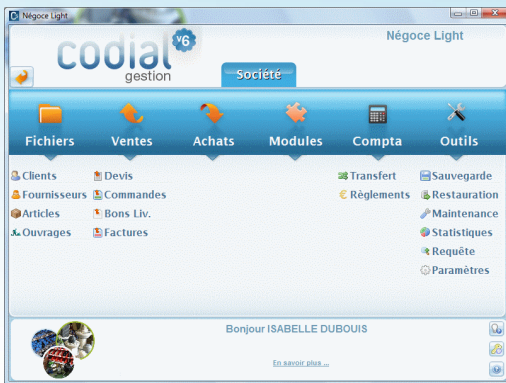 Négoce Light
Négoce Light
codial v6
gestion
Société
Fichiers Ventes Achats Modules Compta Outils
Clients Devis Transfert Sauvegarde
Fournisseurs Commandes € Règlements Restauration
Articles Bons Liv. Maintenance
Ouvrages Factures Statistiques
Requête
Paramètres
Bonjour ISABELLE DUBOUIS
En savoir plus ...